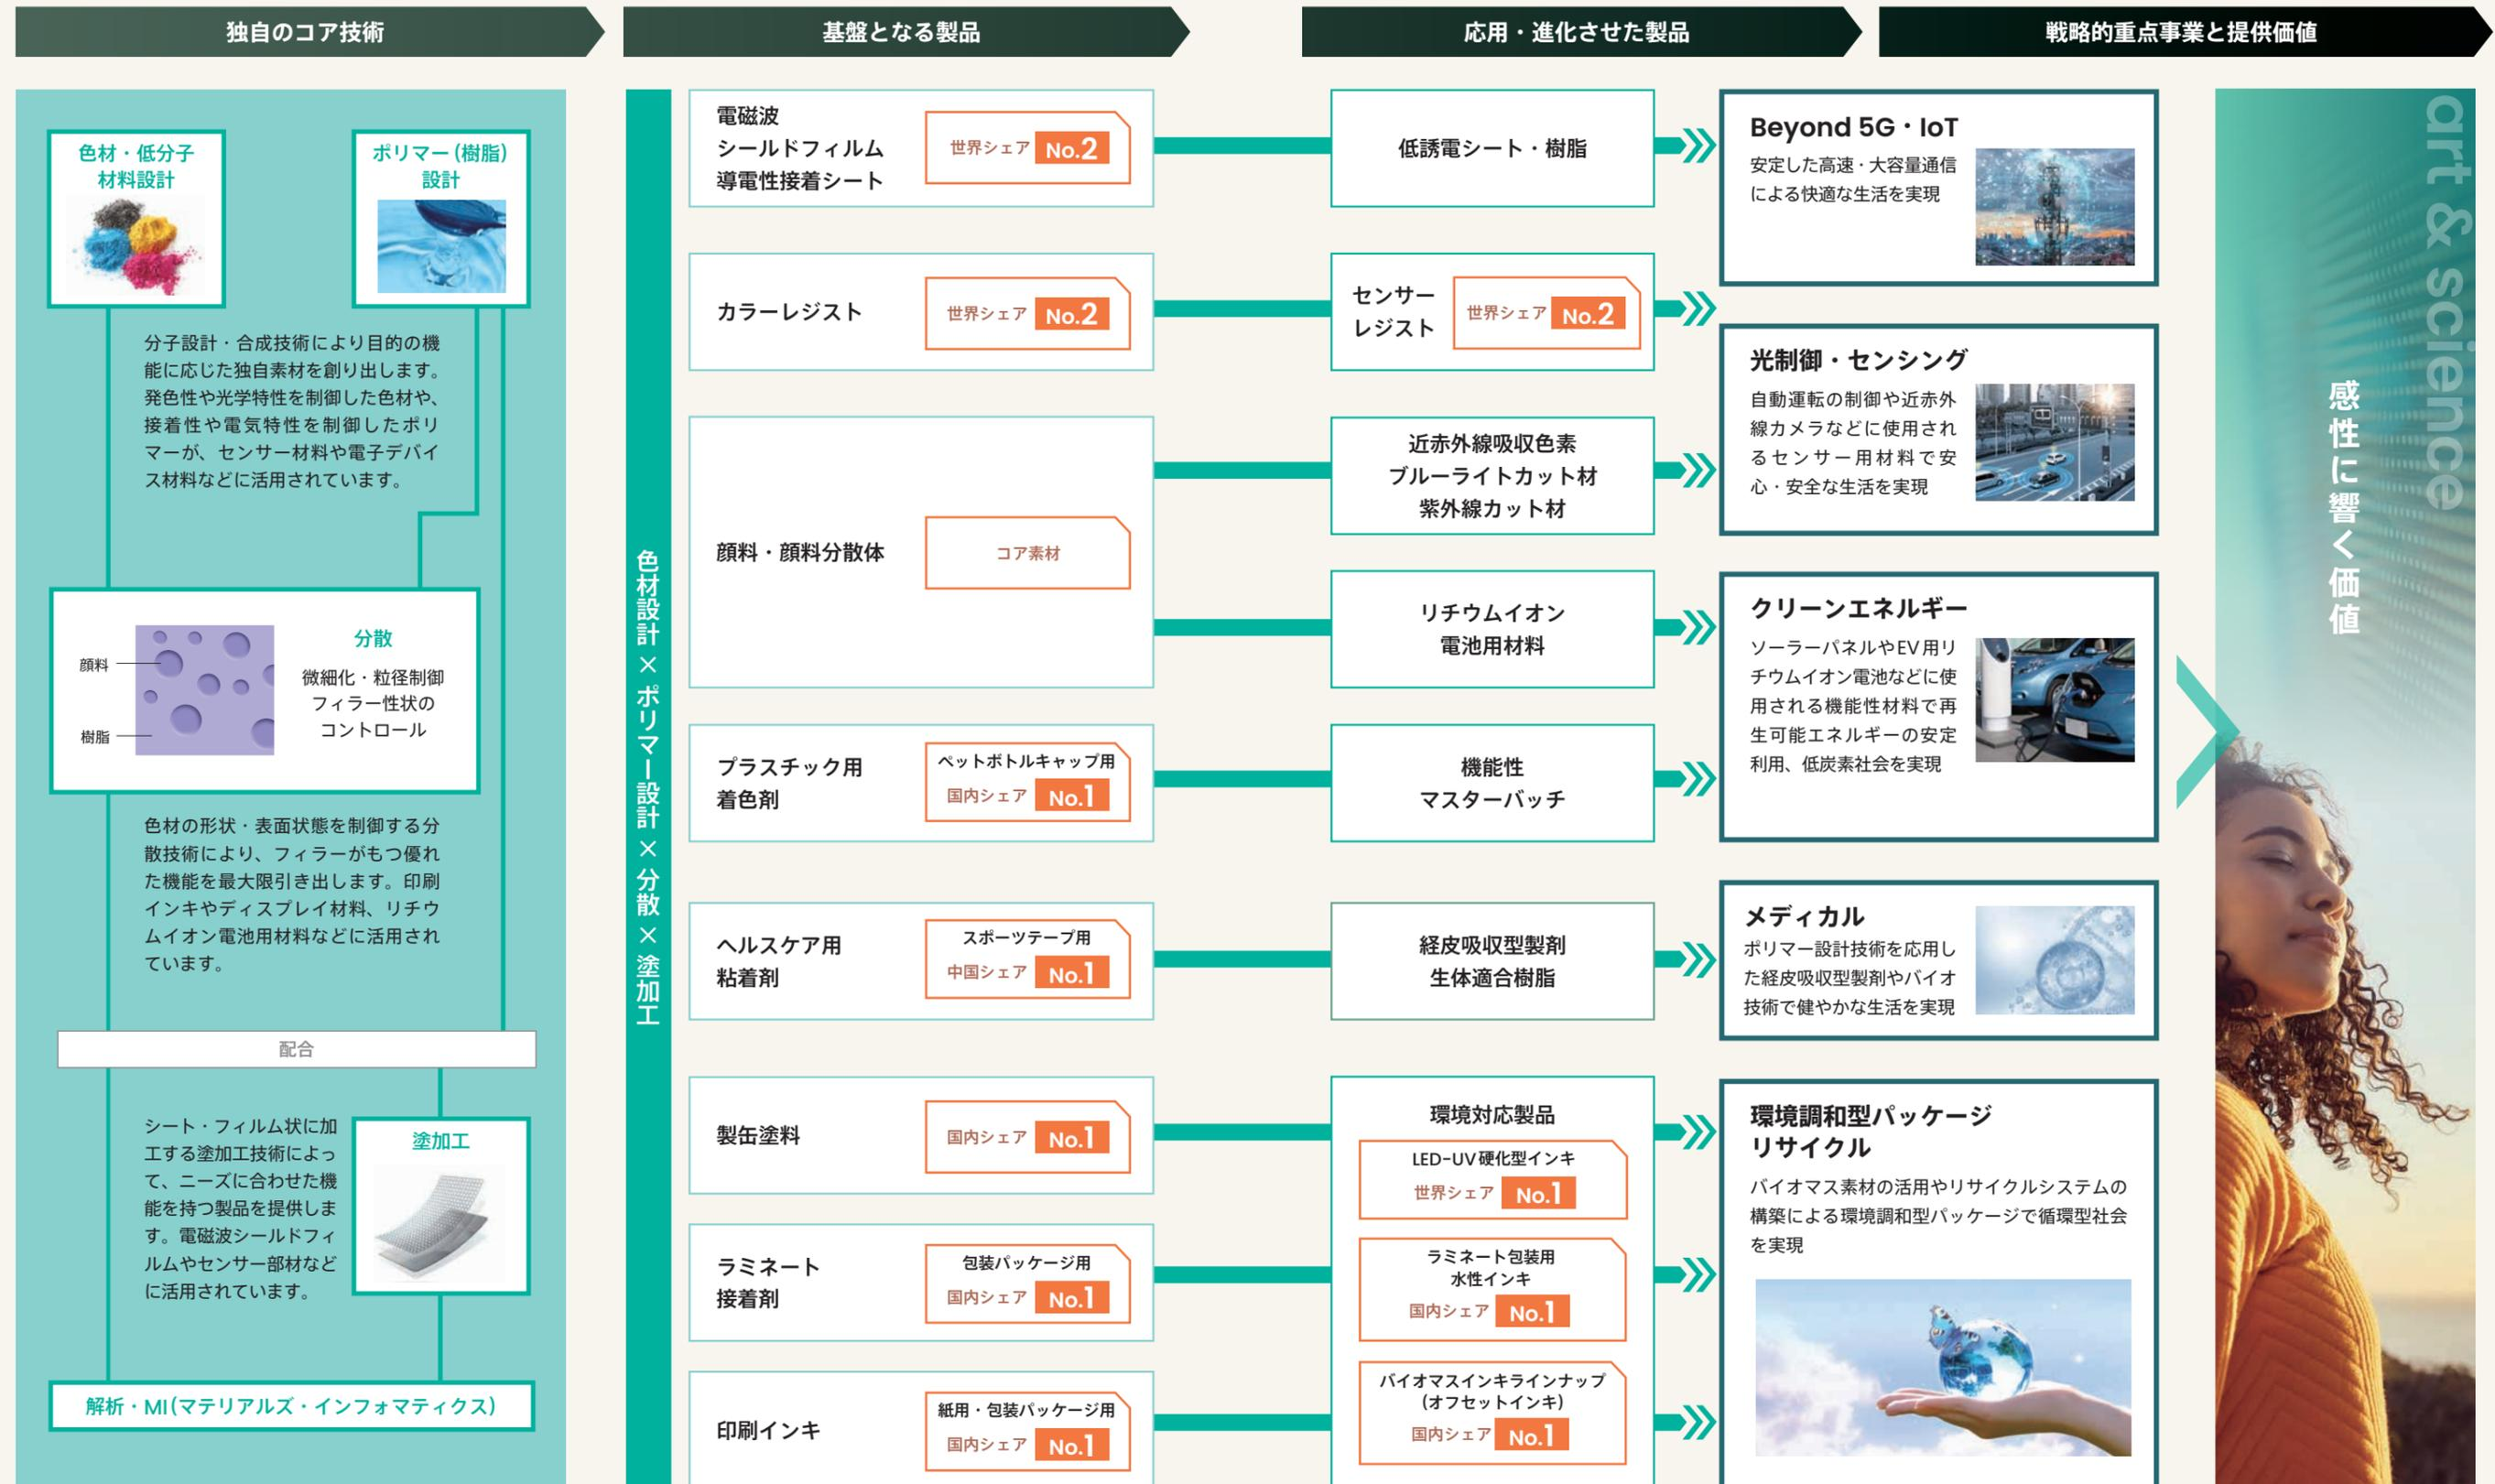 独自のコア技術
基盤となる製品
応用・進化させた製品
戦略的重点事業と提供価値
色材・低分子
材料設計
ポリマー(樹脂)
設計
分子設計・合成技術により目的の機
能に応じた独自素材を創り出します。
発色性や光学特性を制御した色材や、
接着性や電気特性を制御したポリ
マーが、センサー材料や電子デバイ
ス材料などに活用されています。
顔料
樹脂
分散
微細化・粒径制御
フィラー性状の
コントロール
色材の形状・表面状態を制御する分
散技術により、フィラーがもつ優れ
た機能を最大限引き出します。印刷
インキやディスプレイ材料、リチウ
ムイオン電池用材料などに活用され
ています。
配合
シート・フィルム状に加
工する塗加工技術によっ
て、ニーズに合わせた機
能を持つ製品を提供しま
す。電磁波シールドフィ
ルムやセンサー部材など
に活用されています。
塗加工
解析・MI(マテリアルズ・インフォマティクス)
色材設計×ポリマー設計×分散×塗加工
電磁波
シールドフィルム
導電性接着シート
世界シェア No.2
カラーレジスト
世界シェア No.2
顔料・顔料分散体
コア素材
プラスチック用
着色剤
ペットボトルキャップ用
国内シェア No.1
ヘルスケア用
粘着剤
スポーツテープ用
中国シェア No.1
製缶塗料
国内シェア No.1
ラミネート
接着剤
包装パッケージ用
国内シェア No.1
印刷インキ
紙用・包装パッケージ用
国内シェア No.1
低誘電シート・樹脂
センサー
レジスト
世界シェア No.2
近赤外線吸収色素
ブルーライトカット材
紫外線カット材
リチウムイオン
電池用材料
機能性
マスターバッチ
経皮吸収型製剤
生体適合樹脂
環境対応製品
LED-UV硬化型インキ
世界シェア No.1
ラミネート包装用
水性インキ
国内シェア No.1
バイオマスインキラインナップ
(オフセットインキ)
国内シェア No.1
Beyond 5G・IoT
安定した高速・大容量通信
による快適な生活を実現
光制御・センシング
自動運転の制御や近赤外
線カメラなどに使用され
るセンサー用材料で安
心・安全な生活を実現
クリーンエネルギー
ソーラーパネルやEV用リ
チウムイオン電池などに使
用される機能性材料で再
生可能エネルギーの安定
利用、低炭素社会を実現
メディカル
ポリマー設計技術を応用し
た経皮吸収型製剤やバイオ
技術で健やかな生活を実現
環境調和型パッケージ
リサイクル
バイオマス素材の活用やリサイクルシステムの
構築による環境調和型パッケージで循環型社会
を実現
art & science
感性に響く価値